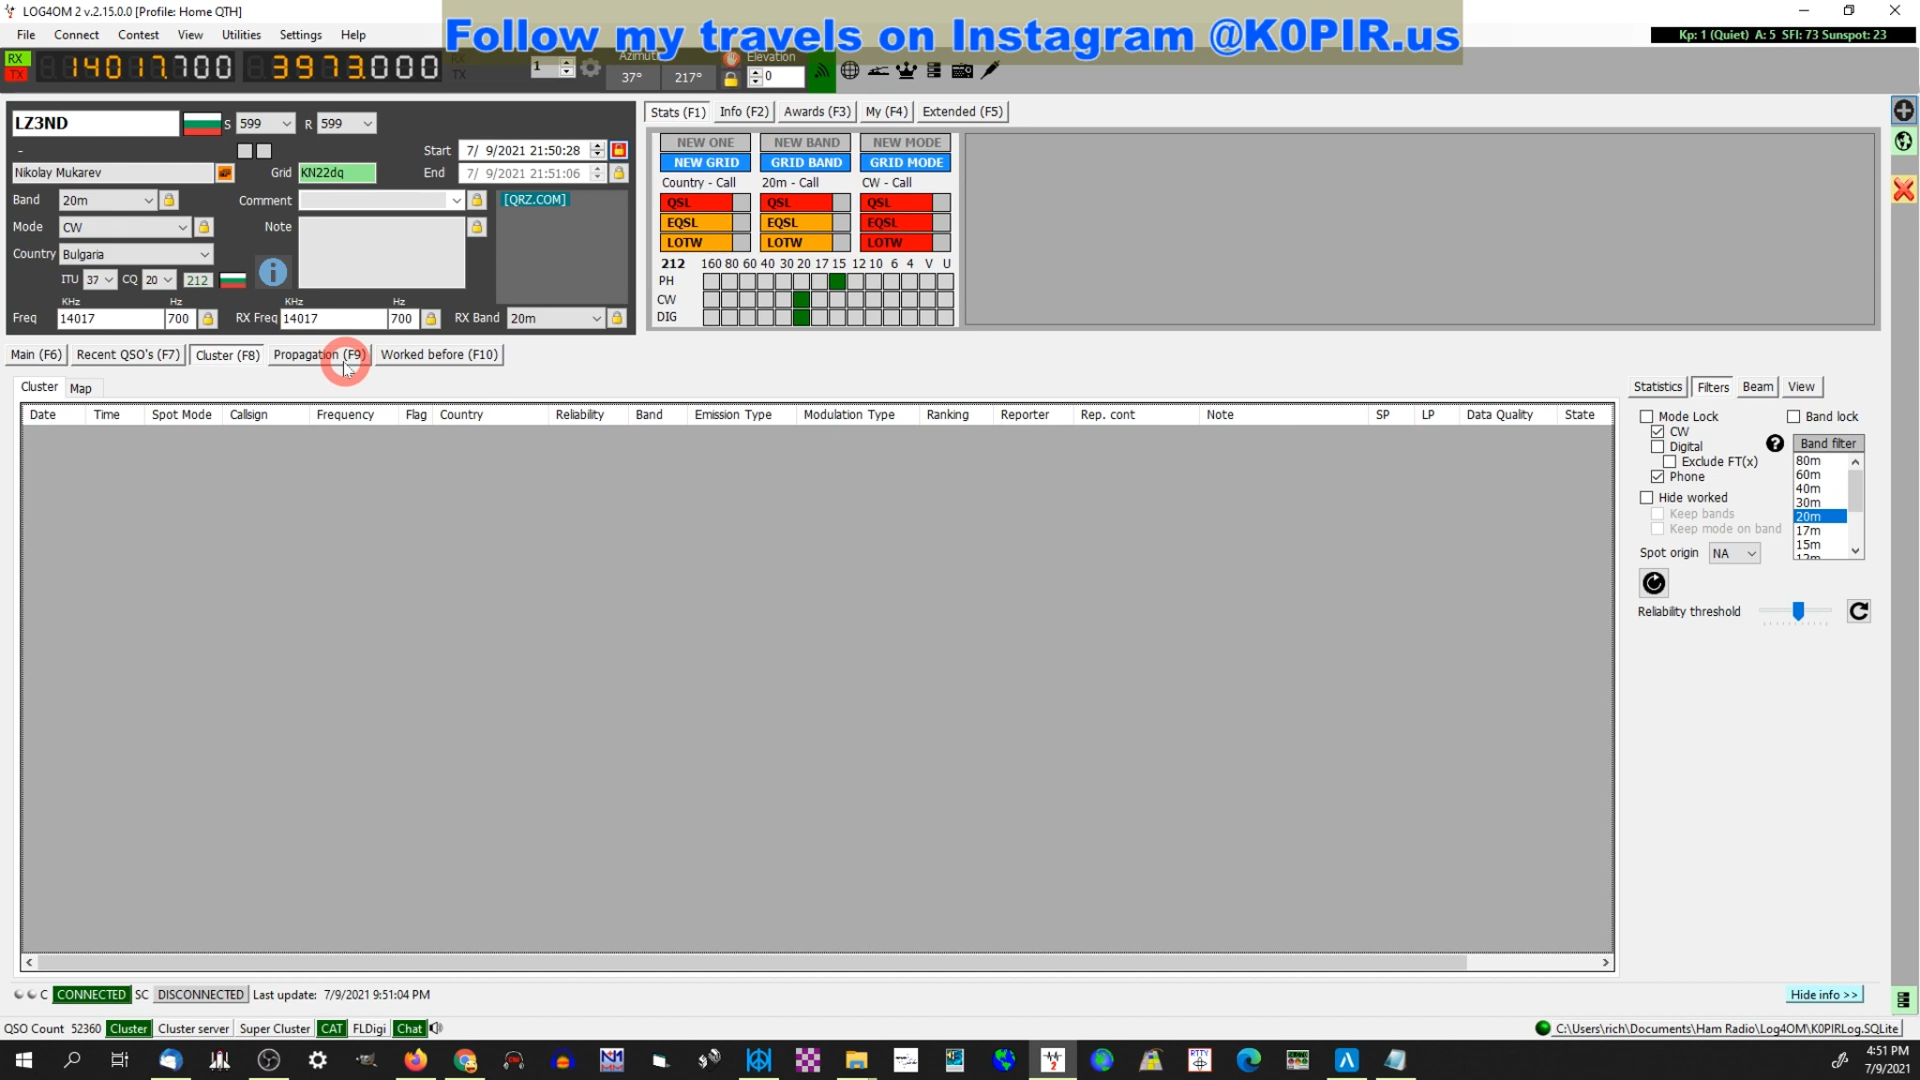 LOG4OM 2 v.2.15.0.0 [Profile: Home QTH]
Follow my travels on Instagram @K0PIR.us
File Connect Contest View Utilities Settings Help
Kp: 1 (Quiet) A: 5 SFI: 73 Sunspot: 23
RX TX 14017.700 3973.000 RX TX 1 Azimuth 37° 217° Elevation 0
LZ3ND S 599 R 599
Stats (F1) Info (F2) Awards (F3) My (F4) Extended (F5)
-
Start 7/ 9/2021 21:50:28
Nikolay Mukarev Grid KN22dq End 7/ 9/2021 21:51:06
Band 20m Comment [QRZ.COM]
Mode CW Note
Country Bulgaria
ITU 37 CQ 20 212
KHz Hz KHz Hz
Freq 14017 700 RX Freq 14017 700 RX Band 20m
NEW ONE NEW BAND NEW MODE
NEW GRID GRID BAND GRID MODE
Country - Call 20m - Call CW - Call
QSL QSL QSL
EQSL EQSL EQSL
LOTW LOTW LOTW
212 160 80 60 40 30 20 17 15 12 10 6 4 V U
PH
CW
DIG
Main (F6) Recent QSO's (F7) Cluster (F8) Propagation (F9) Worked before (F10)
Cluster Map
Date Time Spot Mode Callsign Frequency Flag Country Reliability Band Emission Type Modulation Type Ranking Reporter Rep. cont Note SP LP Data Quality State
Statistics Filters Beam View
Mode Lock Band lock
CW
Digital Band filter
Exclude FT(x)
Phone
Hide worked
Keep bands
Keep mode on band
80m
60m
40m
30m
20m
17m
15m
12m
Spot origin NA
Reliability threshold
C CONNECTED SC DISCONNECTED Last update: 7/9/2021 9:51:04 PM
Hide info >>
QSO Count 52360 Cluster Cluster server Super Cluster CAT FLDigi Chat
C:\Users\rich\Documents\Ham Radio\Log4OM\K0PIRLog.SQLite
4:51 PM
7/9/2021